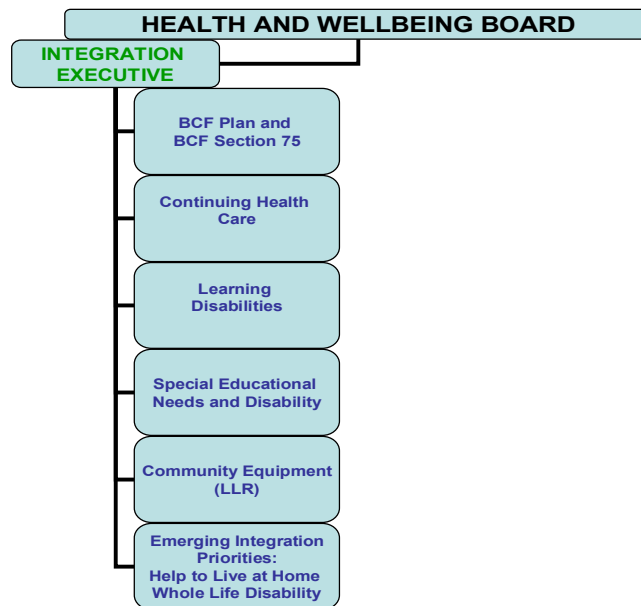 HEALTH AND WELLBEING BOARD
INTEGRATION
EXECUTIVE
BCF Plan and
BCF Section 75
Continuing Health
Care
Learning
Disabilities
Special Educational
Needs and Disability
Community Equipment
(LLR)
Emerging Integration
Priorities:
Help to Live at Home
Whole Life Disability